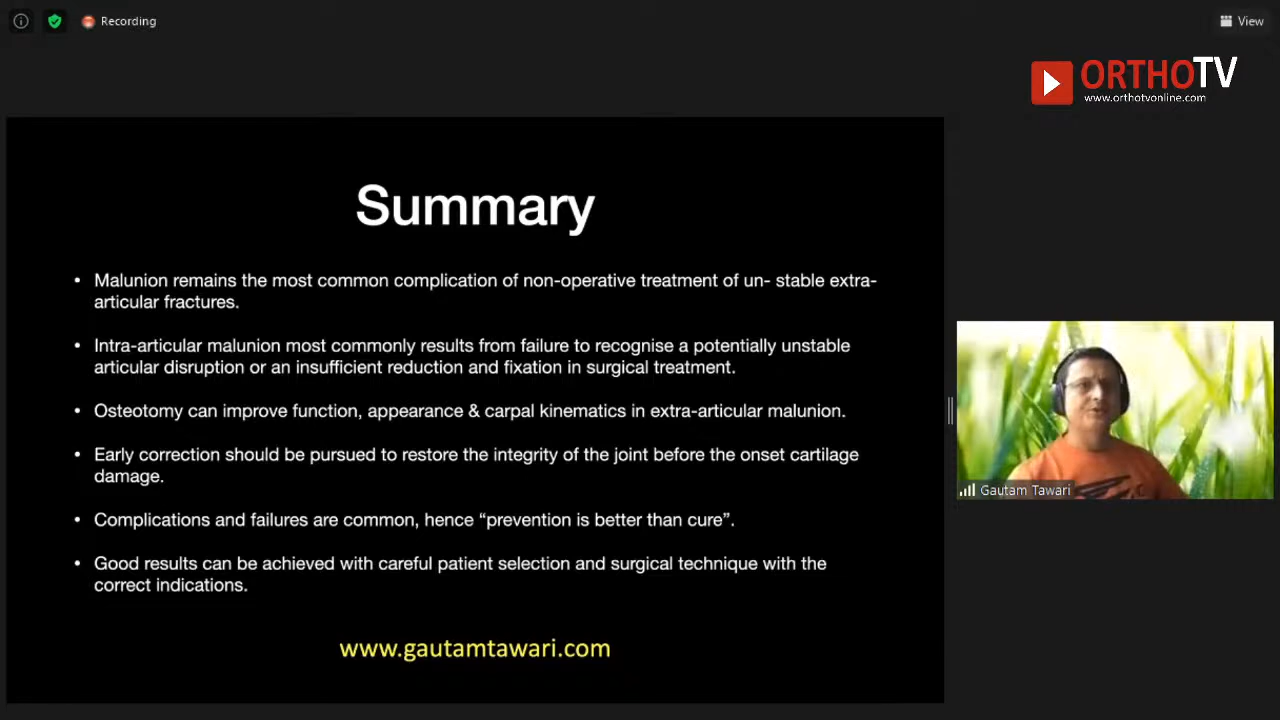 Recording
View
ORTHOTV
www.orthotvonline.com
Summary
• Malunion remains the most common complication of non-operative treatment of un- stable extra-
articular fractures.
• Intra-articular malunion most commonly results from failure to recognise a potentially unstable
articular disruption or an insufficient reduction and fixation in surgical treatment.
• Osteotomy can improve function, appearance & carpal kinematics in extra-articular malunion.
• Early correction should be pursued to restore the integrity of the joint before the onset cartilage
damage.
• Complications and failures are common, hence “prevention is better than cure”.
• Good results can be achieved with careful patient selection and surgical technique with the
correct indications.
www.gautamtawari.com
Gautam Tawari